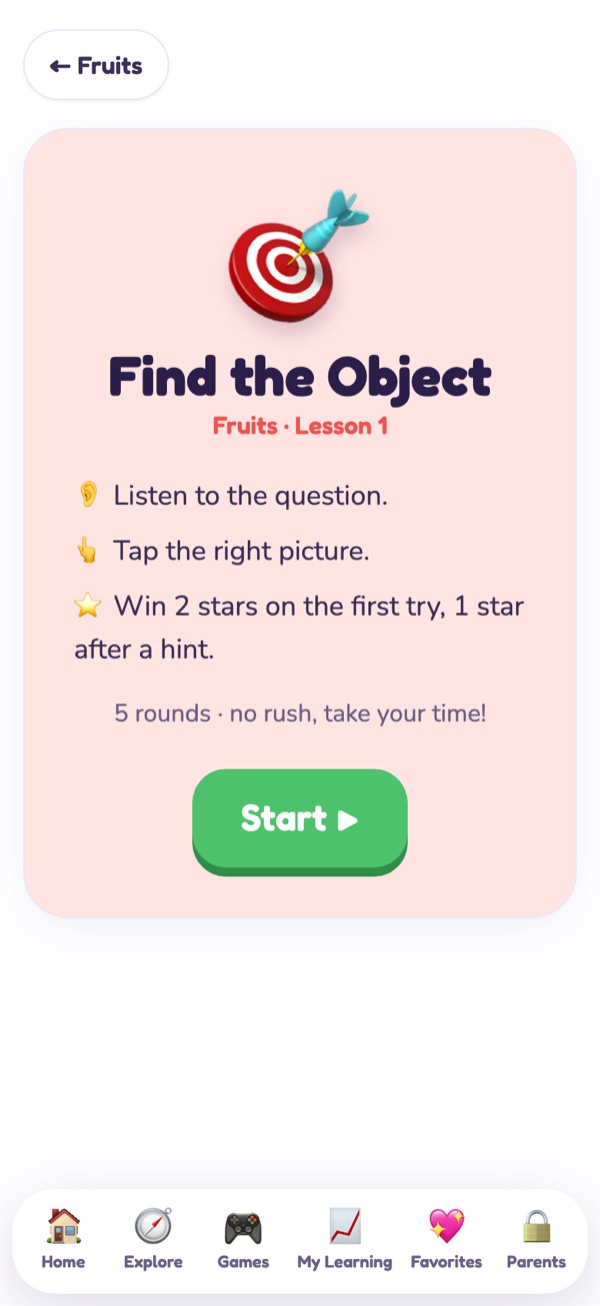 ← Fruits
Find the Object
Fruits · Lesson 1
👂 Listen to the question.
👆 Tap the right picture.
⭐ Win 2 stars on the first try, 1 star
after a hint.
5 rounds · no rush, take your time!
Start ▶
Home Explore Games My Learning Favorites Parents